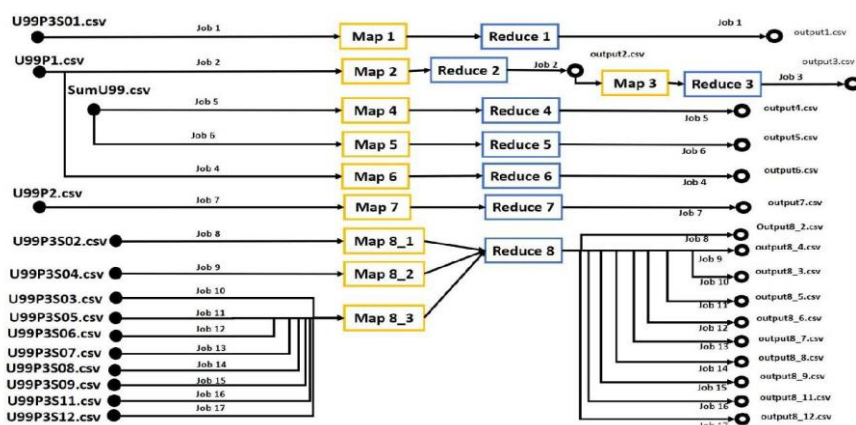 U99P3S01.csv
Job 1
Map 1
Reduce 1
Job 1
output1.csv
U99P1.csv
Job 2
Map 2
Reduce 2
Job 2
output2.csv
Map 3
Reduce 3
Job 3
output3.csv
SumU99.csv
Job 5
Map 4
Reduce 4
Job 5
output4.csv
Job 6
Map 5
Reduce 5
Job 6
output5.csv
Job 4
Map 6
Reduce 6
Job 4
output6.csv
U99P2.csv
Job 7
Map 7
Reduce 7
Job 7
output7.csv
U99P3S02.csv
Job 8
Map 8_1
Reduce 8
Job 8
Output8_2.csv
U99P3S04.csv
Job 9
Map 8_2
Job 9
output8_4.csv
U99P3S03.csv
Job 10
Job 10
output8_3.csv
U99P3S05.csv
Job 11
Map 8_3
Job 11
output8_5.csv
U99P3S06.csv
Job 12
Job 12
output8_6.csv
U99P3S07.csv
Job 13
Job 13
output8_7.csv
U99P3S08.csv
Job 14
Job 14
output8_8.csv
U99P3S09.csv
Job 15
Job 15
output8_9.csv
U99P3S11.csv
Job 16
Job 16
output8_11.csv
U99P3S12.csv
Job 17
output8_12.csv